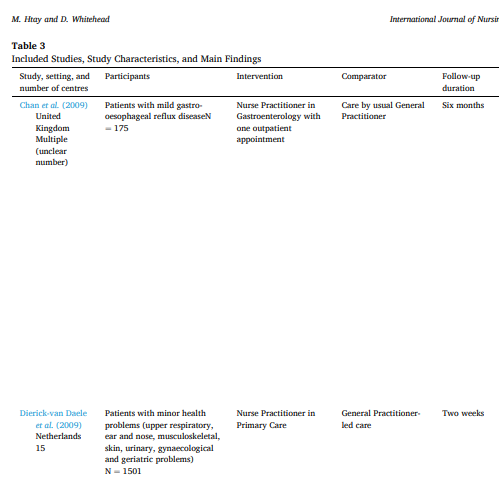 M. Htay and D. Whitehead
International Journal of Nursin
Table 3
Included Studies, Study Characteristics, and Main Findings
Study, setting, and number of centres
Participants
Intervention
Comparator
Follow-up duration
Chan et al. (2009)
United
Kingdom
Multiple
(unclear
number)
Patients with mild gastro-
oesophageal reflux diseaseN
= 175
Nurse Practitioner in
Gastroenterology with
one outpatient
appointment
Care by usual General
Practitioner
Six months
Dierick-van Daele
et al. (2009)
Netherlands
15
Patients with minor health
problems (upper respiratory,
ear and nose, musculoskeletal,
skin, urinary, gynaecological
and geriatric problems)
N = 1501
Nurse Practitioner in
Primary Care
General Practitioner-
led care
Two weeks